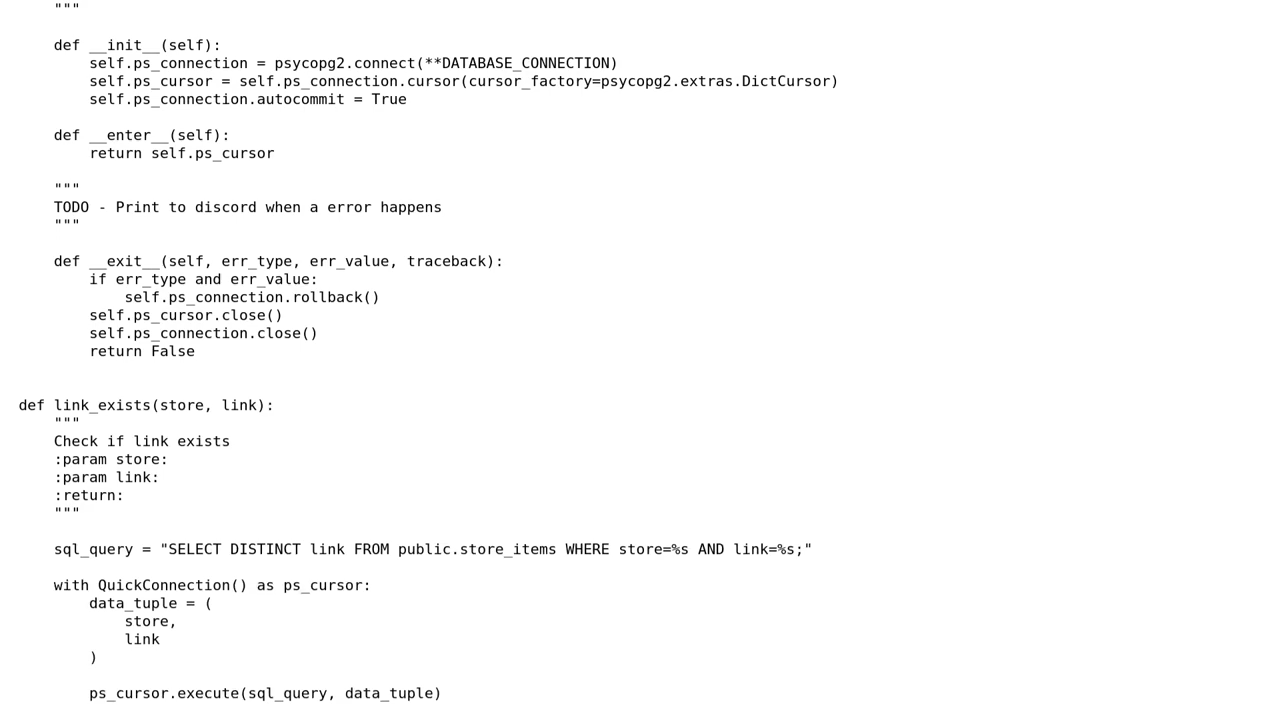 """

    def __init__(self):
        self.ps_connection = psycopg2.connect(**DATABASE_CONNECTION)
        self.ps_cursor = self.ps_connection.cursor(cursor_factory=psycopg2.extras.DictCursor)
        self.ps_connection.autocommit = True

    def __enter__(self):
        return self.ps_cursor

    """
    TODO - Print to discord when a error happens
    """

    def __exit__(self, err_type, err_value, traceback):
        if err_type and err_value:
            self.ps_connection.rollback()
        self.ps_cursor.close()
        self.ps_connection.close()
        return False


def link_exists(store, link):
    """
    Check if link exists
    :param store:
    :param link:
    :return:
    """

    sql_query = "SELECT DISTINCT link FROM public.store_items WHERE store=%s AND link=%s;"

    with QuickConnection() as ps_cursor:
        data_tuple = (
            store,
            link
        )

        ps_cursor.execute(sql_query, data_tuple)